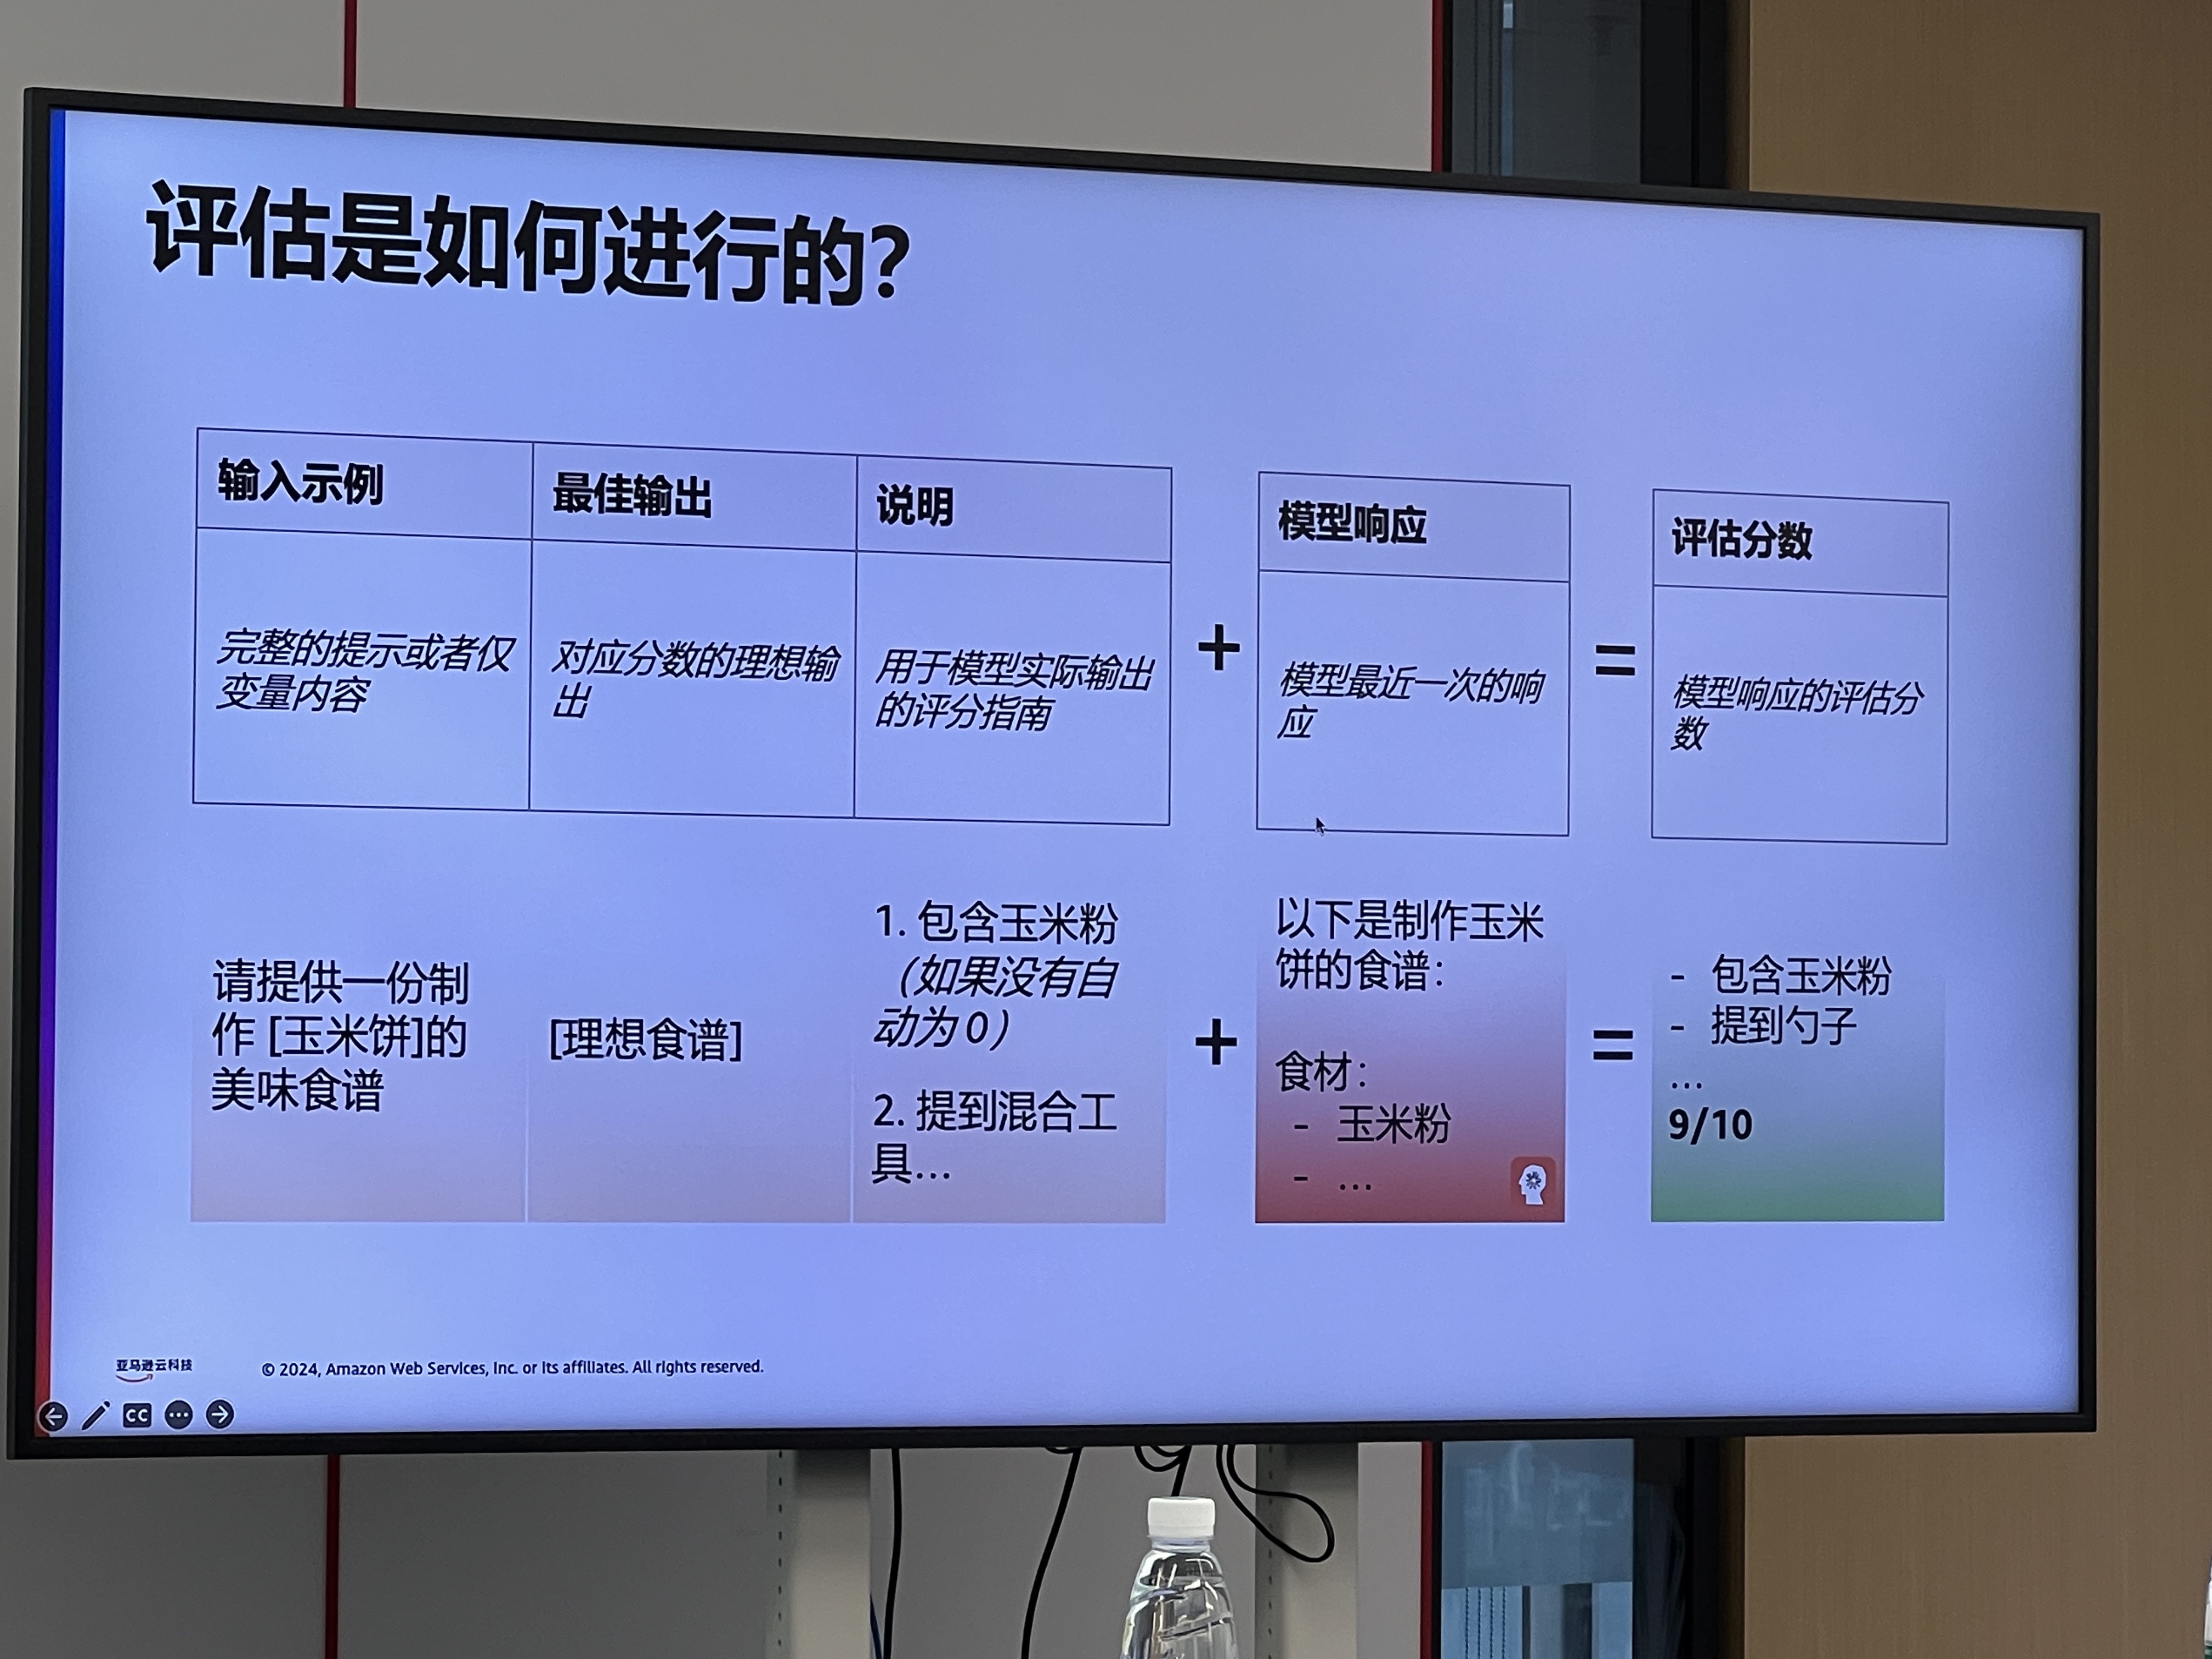 评估是如何进行的?
输入示例
最佳输出
说明
模型响应
评估分数
完整的提示或者仅
变量内容
对应分数的理想输
出
用于模型实际输出
的评分指南
+
模型最近一次的响
应
=
模型响应的评估分
数
请提供一份制
作 [玉米饼]的
美味食谱
[理想食谱]
1. 包含玉米粉
（如果没有自
动为 0）
2. 提到混合工
具...
+
以下是制作玉米
饼的食谱：
食材：
- 玉米粉
- ...
=
- 包含玉米粉
- 提到勺子
...
9/10
亚马逊云科技
© 2024, Amazon Web Services, Inc. or its affiliates. All rights reserved.
CC